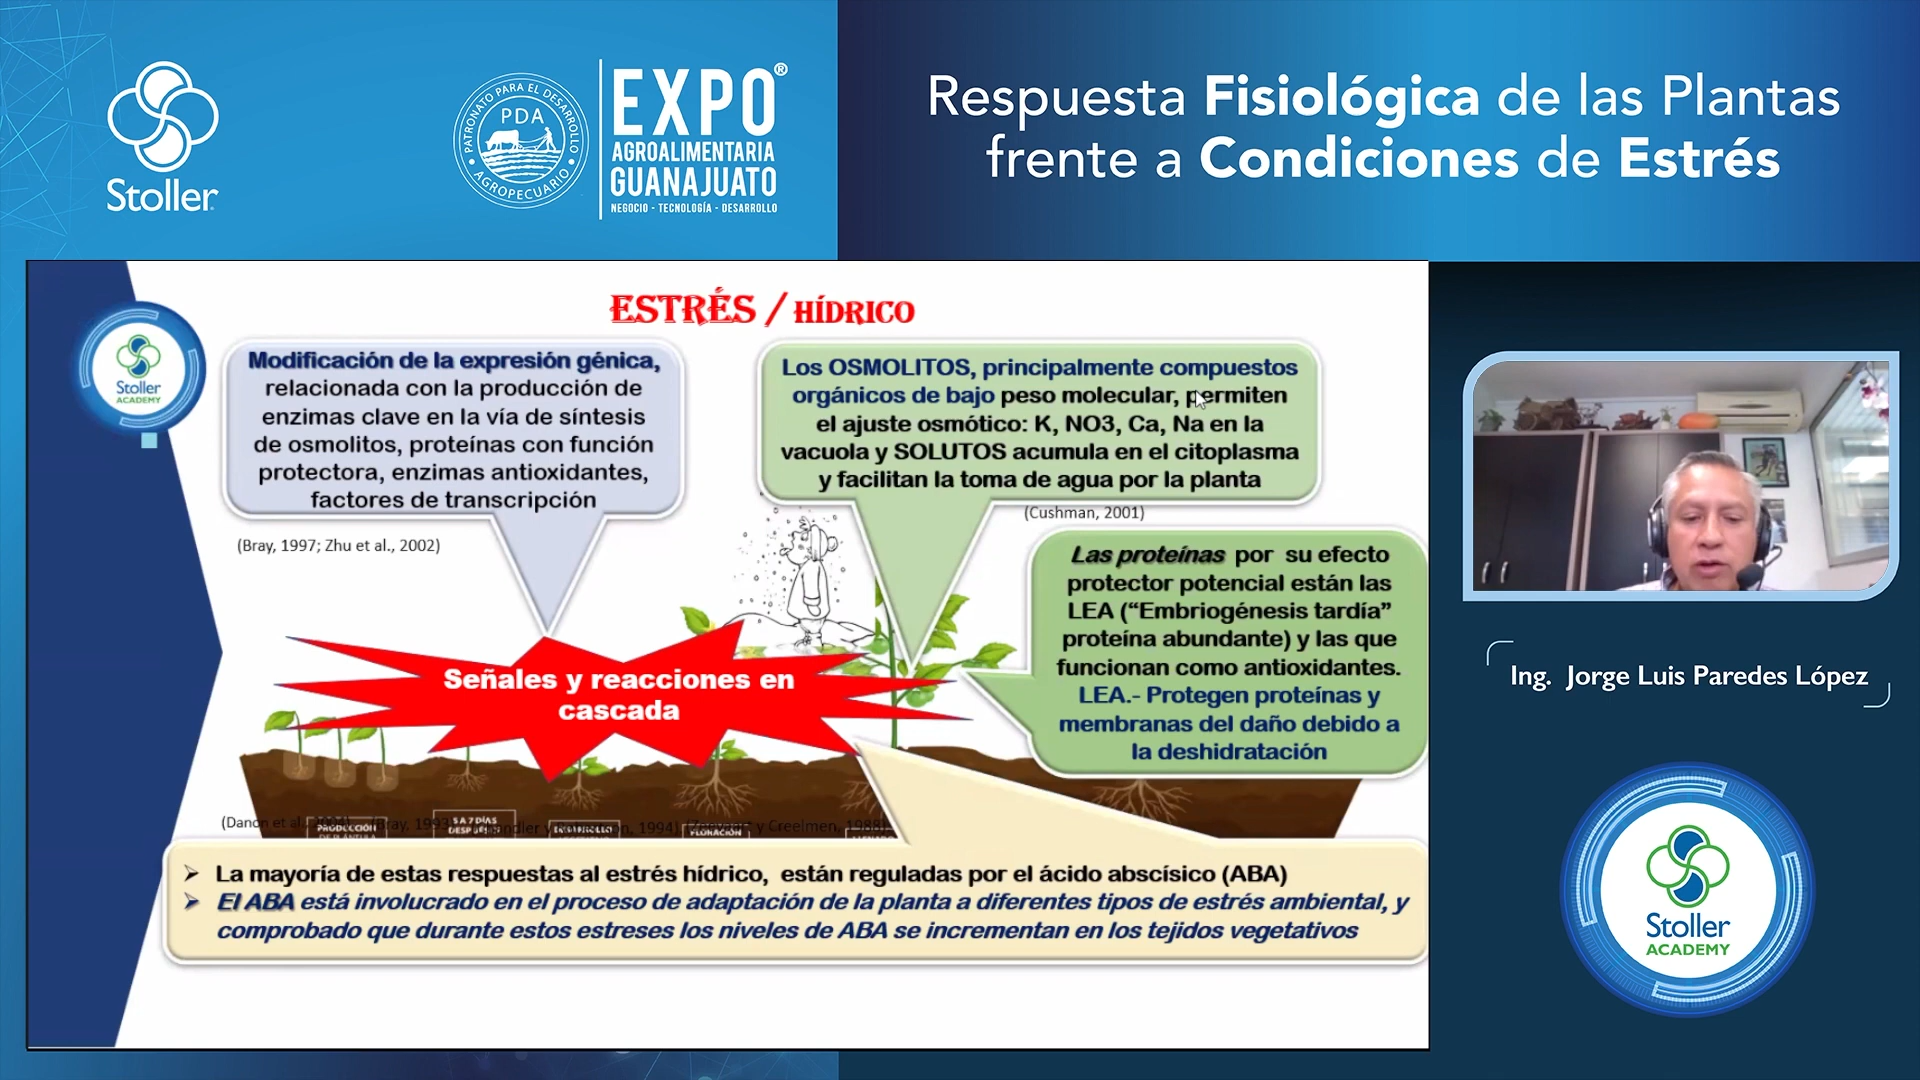 Stoller
PATRONATO PARA EL DESARROLLO
PDA
AGROPECUARIO
EXPO®
AGROALIMENTARIA
GUANAJUATO
NEGOCIO - TECNOLOGÍA - DESARROLLO
Respuesta Fisiológica de las Plantas
frente a Condiciones de Estrés
ESTRÉS / HÍDRICO
Stoller
ACADEMY
Modificación de la expresión génica,
relacionada con la producción de
enzimas clave en la vía de síntesis
de osmolitos, proteínas con función
protectora, enzimas antioxidantes,
factores de transcripción
(Bray, 1997; Zhu et al., 2002)
Los OSMOLITOS, principalmente compuestos
orgánicos de bajo peso molecular, permiten
el ajuste osmótico: K, NO3, Ca, Na en la
vacuola y SOLUTOS acumula en el citoplasma
y facilitan la toma de agua por la planta
(Cushman, 2001)
Las proteínas por su efecto
protector potencial están las
LEA (“Embriogénesis tardía”
proteína abundante) y las que
funcionan como antioxidantes.
LEA.- Protegen proteínas y
membranas del daño debido a
la deshidratación
Señales y reacciones en
cascada
PRODUCCIÓN
5 A 7 DÍAS
DESPUÉS
DESARROLLO
FLORACIÓN
1994)
Creelmen, 1988)
➢ La mayoría de estas respuestas al estrés hídrico, están reguladas por el ácido abscísico (ABA)
➢ El ABA está involucrado en el proceso de adaptación de la planta a diferentes tipos de estrés ambiental, y
comprobado que durante estos estreses los niveles de ABA se incrementan en los tejidos vegetativos
Ing. Jorge Luis Paredes López
Stoller
ACADEMY